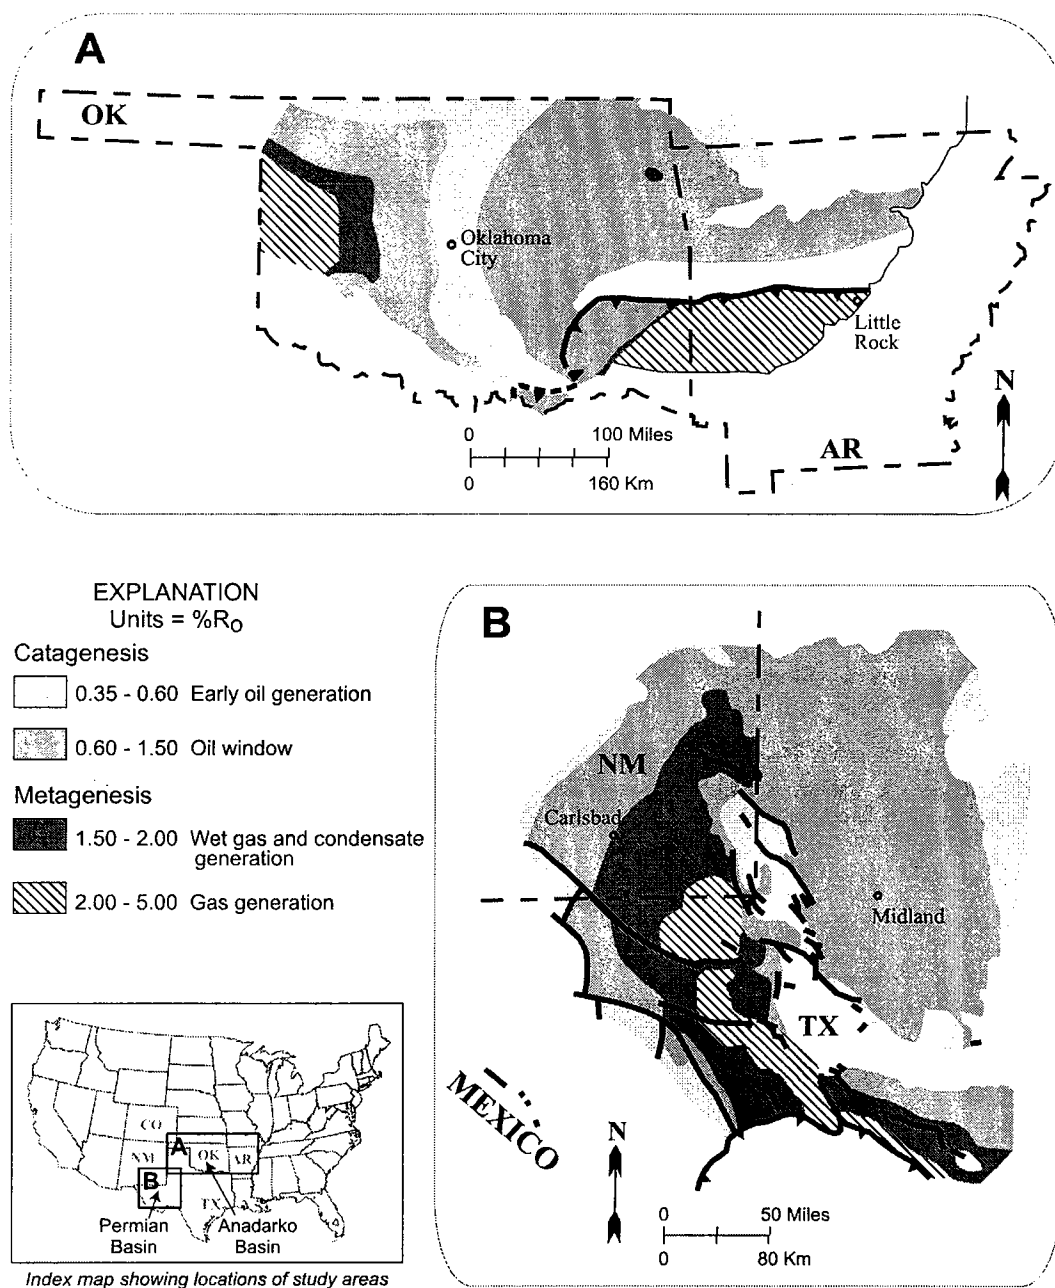 A
OK
Oklahoma
City
Little
Rock
N
0 100 Miles
0 160 Km
AR
EXPLANATION
Units = %Ro
Catagenesis
0.35 - 0.60 Early oil generation
0.60 - 1.50 Oil window
Metagenesis
1.50 - 2.00 Wet gas and condensate
generation
2.00 - 5.00 Gas generation
B
NM
Carlsbad
Midland
TX
MEXICO
N
0 50 Miles
0 80 Km
CO
A
NM
OK
AR
B
TX
Permian
Basin
Anadarko
Basin
Index map showing locations of study areas